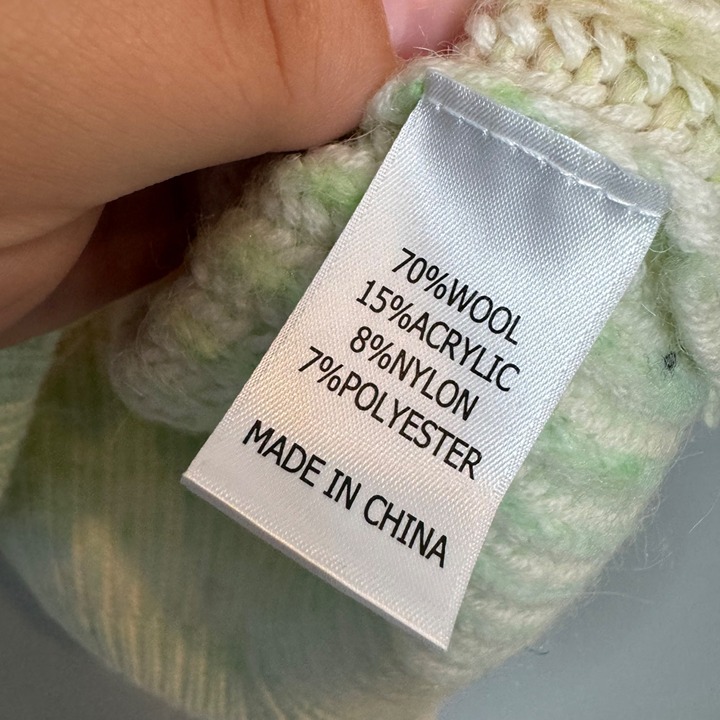 70%WOOL
15%ACRYLIC
8%NYLON
7%POLYESTER
MADE IN CHINA